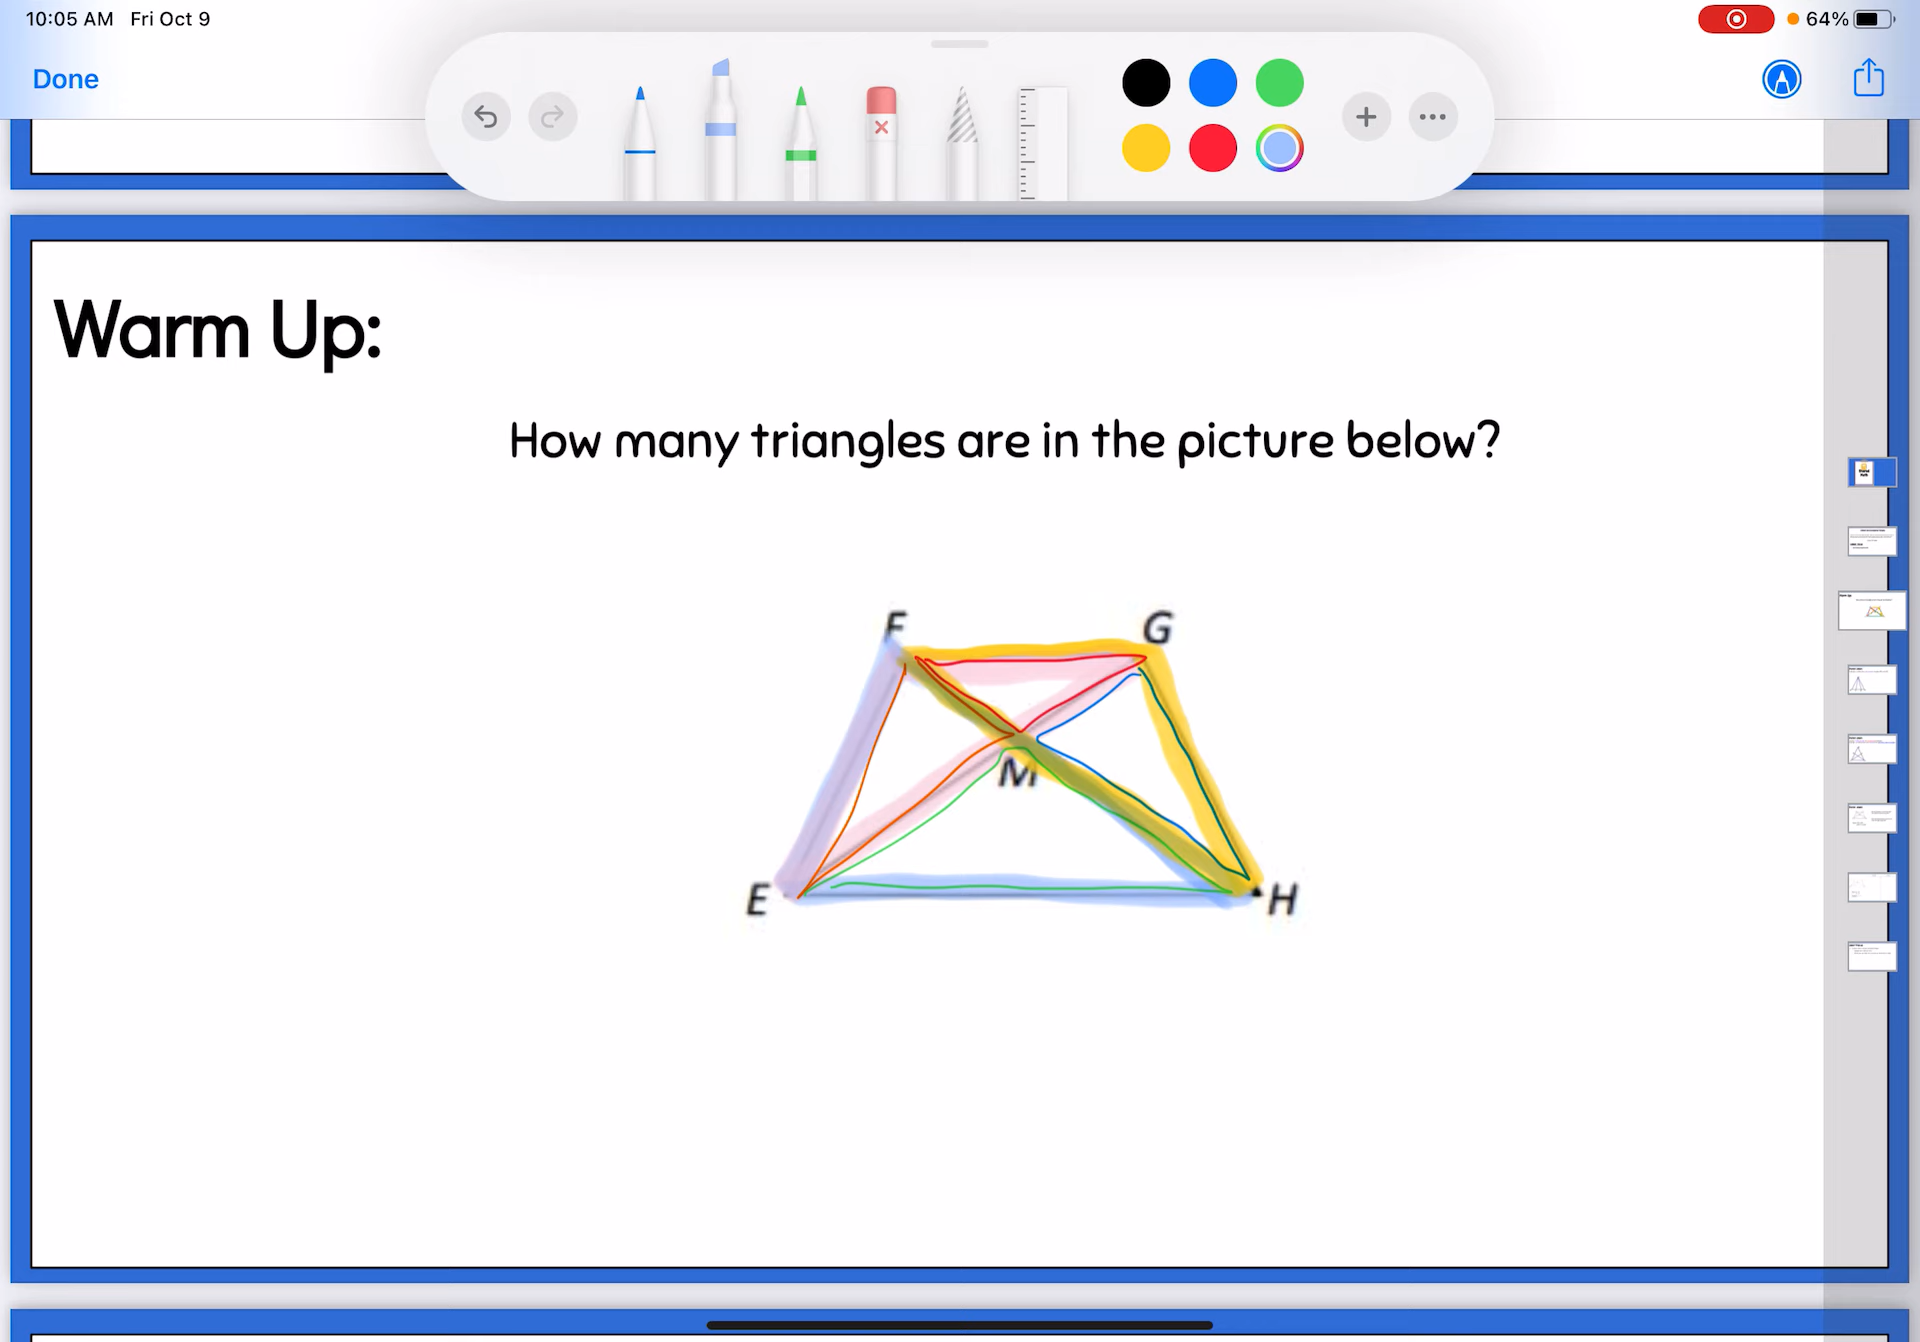 10:05 AM Fri Oct 9
64%
Done
Warm Up:
How many triangles are in the picture below?
F
G
M
E
H